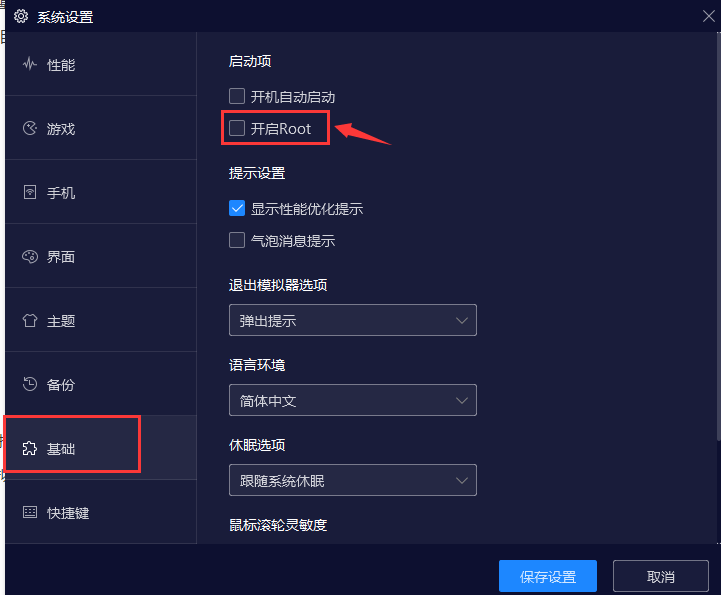 系统设置
性能
游戏
手机
界面
主题
备份
基础
快捷键
启动项
开机自动启动
开启Root
提示设置
显示性能优化提示
气泡消息提示
退出模拟器选项
弹出提示
语言环境
简体中文
休眠选项
跟随系统休眠
鼠标滚轮灵敏度
保存设置
取消